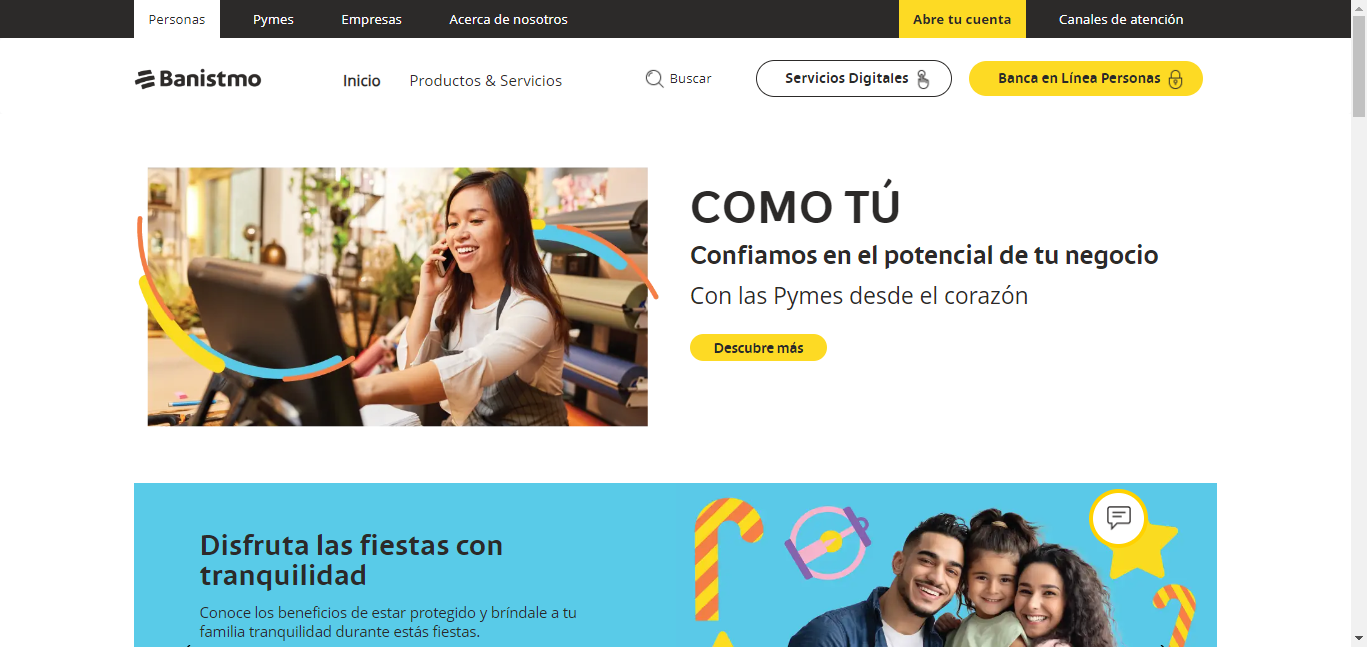 Personas
Pymes
Empresas
Acerca de nosotros
Abre tu cuenta
Canales de atención
Banistmo
Inicio
Productos & Servicios
Buscar
Servicios Digitales
Banca en Línea Personas
COMO TÚ
Confiamos en el potencial de tu negocio
Con las Pymes desde el corazón
Descubre más
Disfruta las fiestas con
tranquilidad
Conoce los beneficios de estar protegido y bríndale a tu
familia tranquilidad durante estás fiestas.